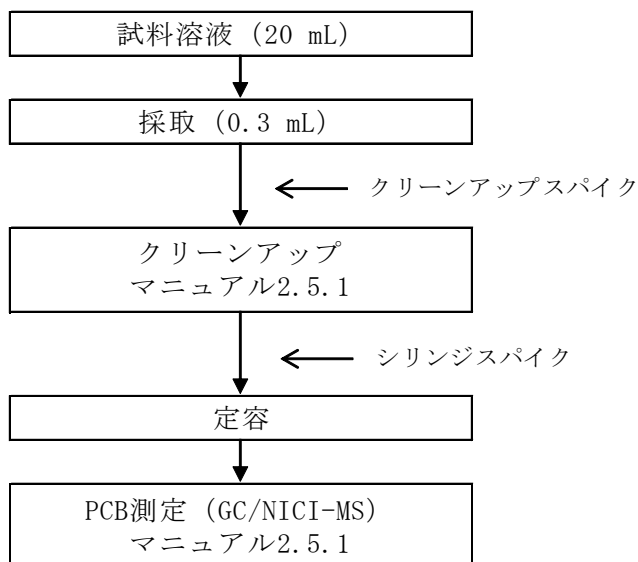 試料溶液 (20 mL)
採取 (0.3 mL)
クリーンアップスパイク
クリーンアップ
マニュアル2.5.1
シリンジスパイク
定容
PCB測定 (GC/NICI-MS)
マニュアル2.5.1